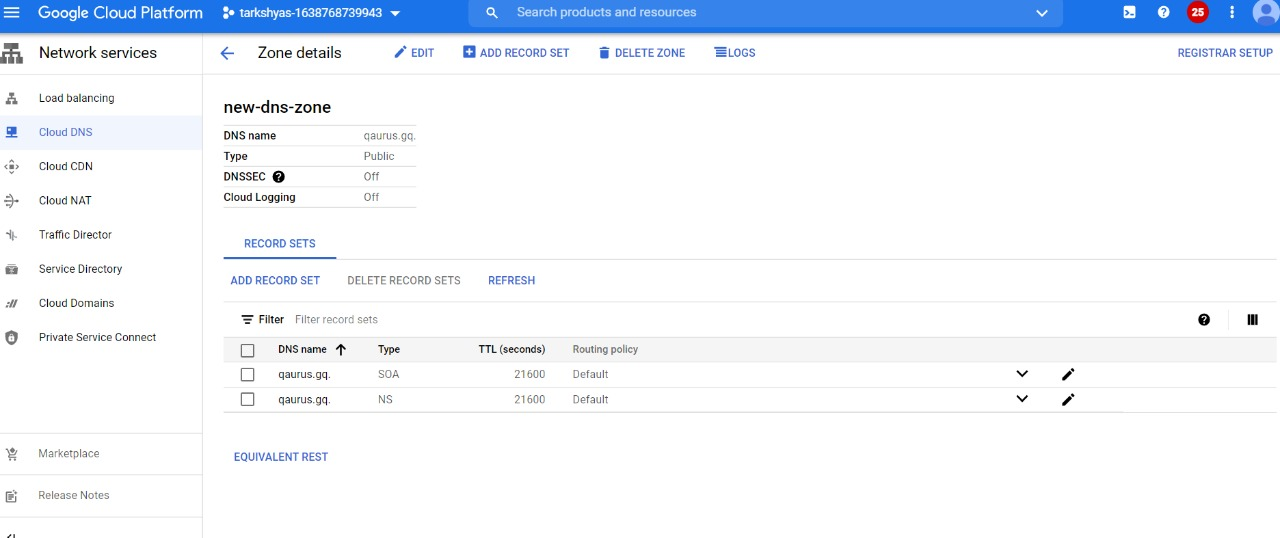 Google Cloud Platform tarkshyas-1638768739943 Search products and resources 25
Network services
Zone details EDIT ADD RECORD SET DELETE ZONE LOGS REGISTRAR SETUP
Load balancing
Cloud DNS
Cloud CDN
Cloud NAT
Traffic Director
Service Directory
Cloud Domains
Private Service Connect
Marketplace
Release Notes
new-dns-zone
DNS name qaurus.gq.
Type Public
DNSSEC Off
Cloud Logging Off
RECORD SETS
ADD RECORD SET DELETE RECORD SETS REFRESH
Filter Filter record sets
DNS name Type TTL (seconds) Routing policy
qaurus.gq. SOA 21600 Default
qaurus.gq. NS 21600 Default
EQUIVALENT REST